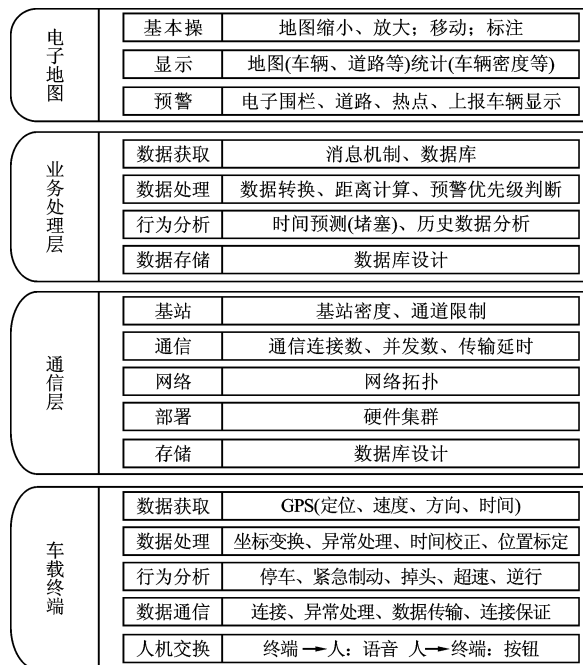 电子地图
基本操 地图缩小、放大；移动；标注
显示 地图(车辆、道路等)统计(车辆密度等)
预警 电子围栏、道路、热点、上报车辆显示
业务处理层
数据获取 消息机制、数据库
数据处理 数据转换、距离计算、预警优先级判断
行为分析 时间预测(堵塞)、历史数据分析
数据存储 数据库设计
通信层
基站 基站密度、通道限制
通信 通信连接数、并发数、传输延时
网络 网络拓扑
部署 硬件集群
存储 数据库设计
车载终端
数据获取 GPS(定位、速度、方向、时间)
数据处理 坐标变换、异常处理、时间校正、位置标定
行为分析 停车、紧急制动、掉头、超速、逆行
数据通信 连接、异常处理、数据传输、连接保证
人机交换 终端→人：语音 人→终端：按钮